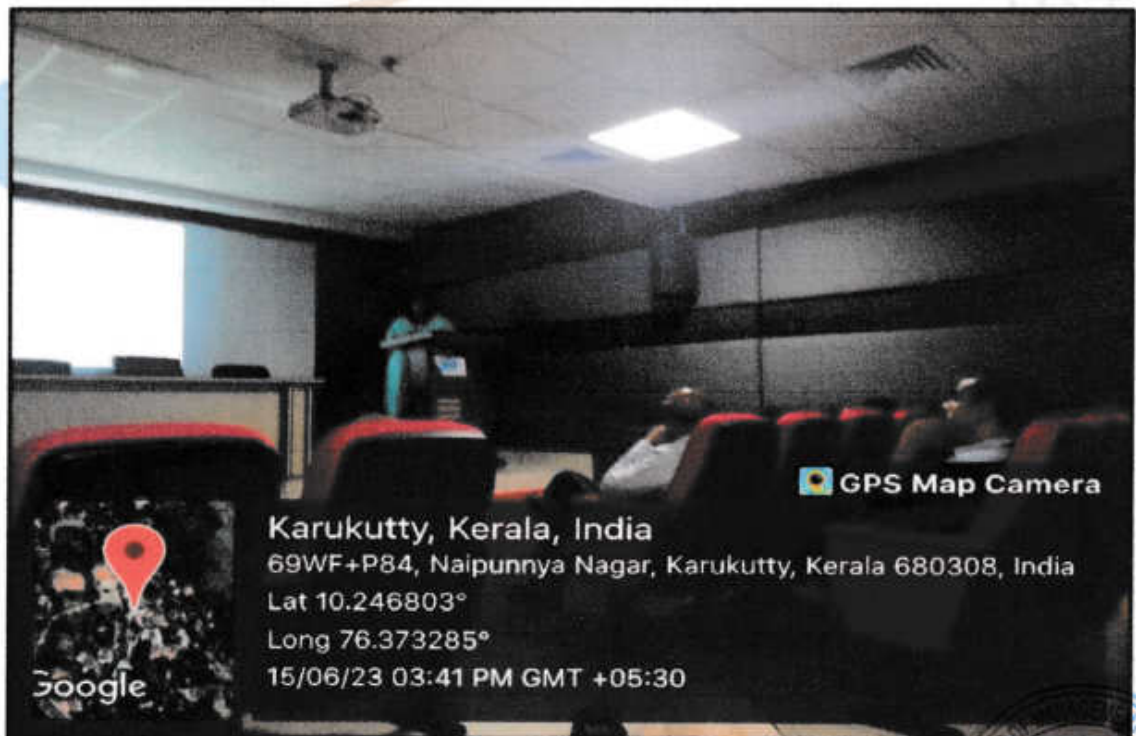 GPS Map Camera
Karukutty, Kerala, India
69WF+P84, Naipunnya Nagar, Karukutty, Kerala 680308, India
Lat 10.246803°
Long 76.373285°
15/06/23 03:41 PM GMT +05:30
Google